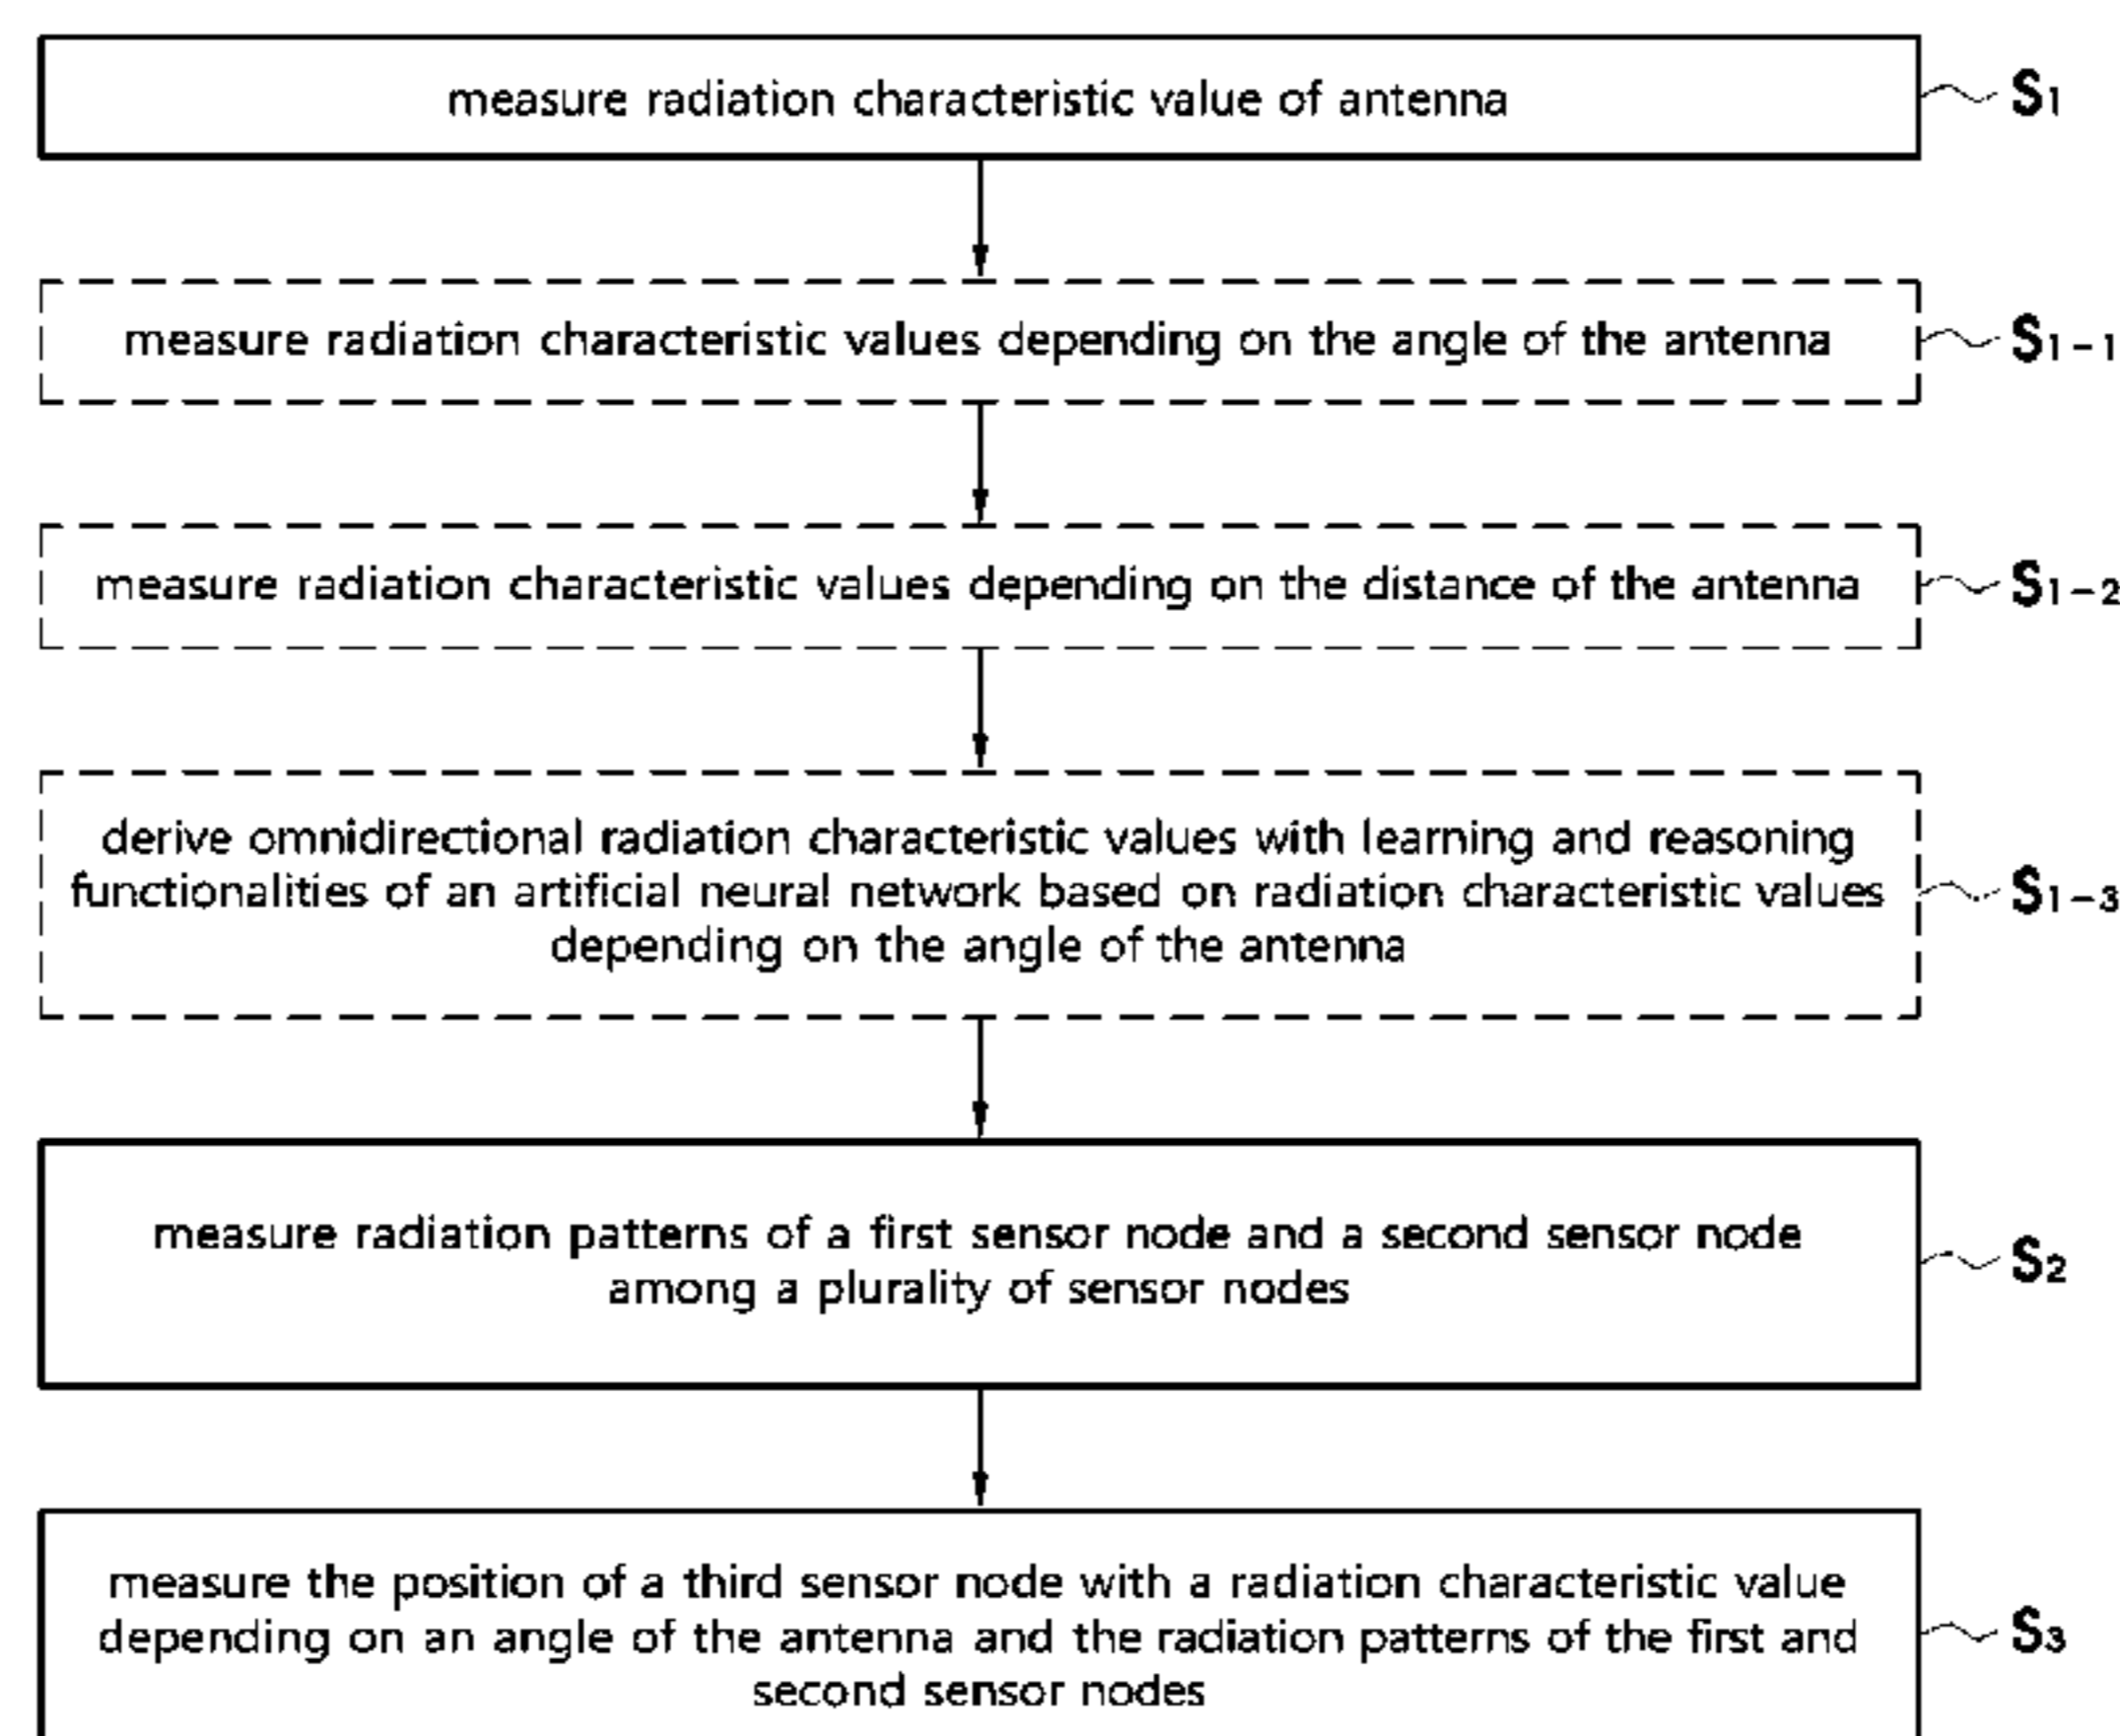 measure radiation characteristic value of antenna
S1
measure radiation characteristic values depending on the angle of the antenna
S1-1
measure radiation characteristic values depending on the distance of the antenna
S1-2
derive omnidirectional radiation characteristic values with learning and reasoning
functionalities of an artificial neural network based on radiation characteristic values
depending on the angle of the antenna
S1-3
measure radiation patterns of a first sensor node and a second sensor node
among a plurality of sensor nodes
S2
measure the position of a third sensor node with a radiation characteristic value
depending on an angle of the antenna and the radiation patterns of the first and
second sensor nodes
S3